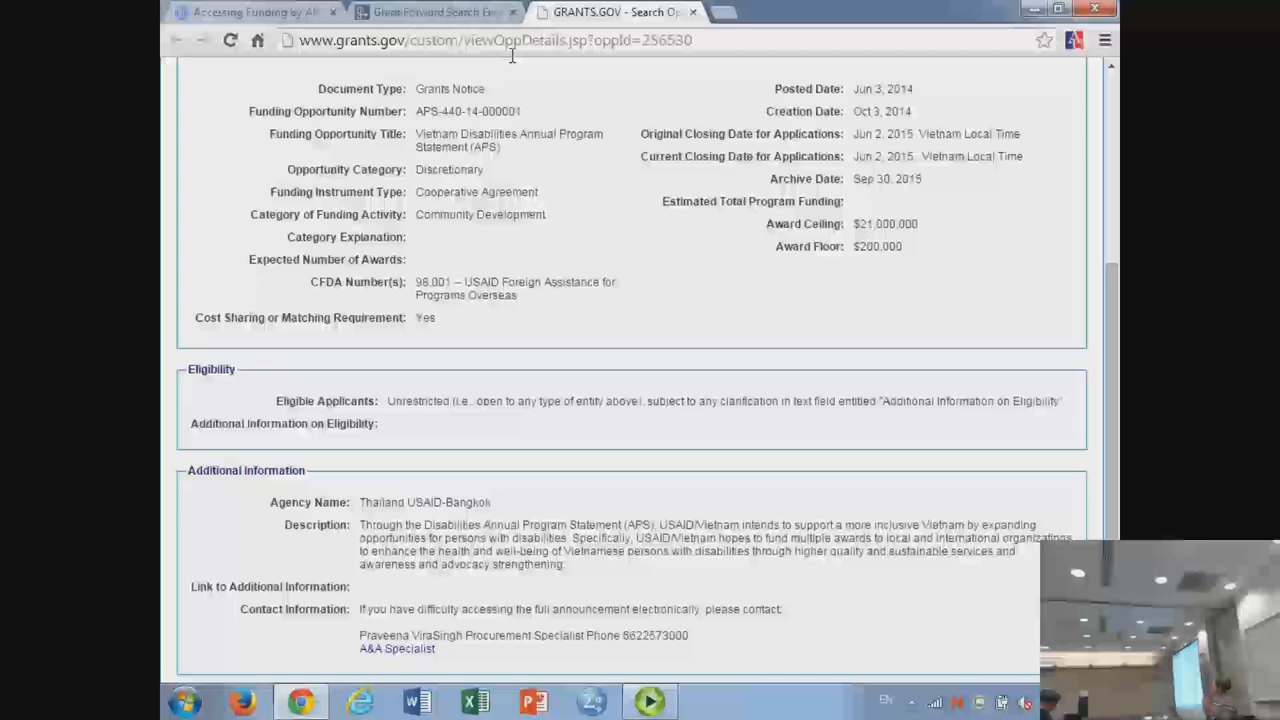 Accessing Funding by
GRANTS.GOV - Search Op
www.grants.gov/custom/viewOppDetails.jsp?oppId=256530
Document Type: Grants Notice
Funding Opportunity Number: APS-440-14-000001
Funding Opportunity Title: Vietnam Disabilities Annual Program
Statement (APS)
Opportunity Category: Discretionary
Funding Instrument Type: Cooperative Agreement
Category of Funding Activity: Community Development
Category Explanation:
Expected Number of Awards:
CFDA Number(s): 98.001 -- USAID Foreign Assistance for
Programs Overseas
Cost Sharing or Matching Requirement: Yes
Posted Date: Jun 3, 2014
Creation Date: Oct 3, 2014
Original Closing Date for Applications: Jun 2, 2015 Vietnam Local Time
Current Closing Date for Applications: Jun 2, 2015 Vietnam Local Time
Archive Date: Sep 30, 2015
Estimated Total Program Funding:
Award Ceiling: $21,000,000
Award Floor: $200,000
Eligibility
Eligible Applicants: Unrestricted (i.e., open to any type of entity above), subject to any clarification in text field entitled "Additional Information on Eligibility"
Additional Information on Eligibility:
Additional Information
Agency Name: Thailand USAID-Bangkok
Description: Through the Disabilities Annual Program Statement (APS), USAID/Vietnam intends to support a more inclusive Vietnam by expanding
opportunities for persons with disabilities. Specifically, USAID/Vietnam hopes to fund multiple awards to local and international organizations
to enhance the health and well-being of Vietnamese persons with disabilities through higher quality and sustainable services and
awareness and advocacy strengthening.
Link to Additional Information:
Contact Information: If you have difficulty accessing the full announcement electronically, please contact:
Praveena ViraSingh Procurement Specialist Phone 6622573000
A&A Specialist
EN